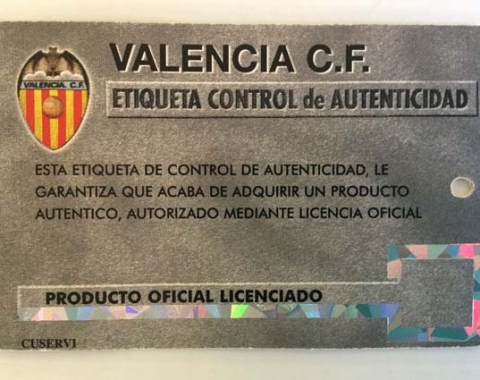 VALENCIA C.F.
VALENCIA. C. F.
ETIQUETA CONTROL de AUTENTICIDAD
ESTA ETIQUETA DE CONTROL DE AUTENTICIDAD, LE
GARANTIZA QUE ACABA DE ADQUIRIR UN PRODUCTO
AUTENTICO, AUTORIZADO MEDIANTE LICENCIA OFICIAL
PRODUCTO OFICIAL LICENCIADO
CUSERVI